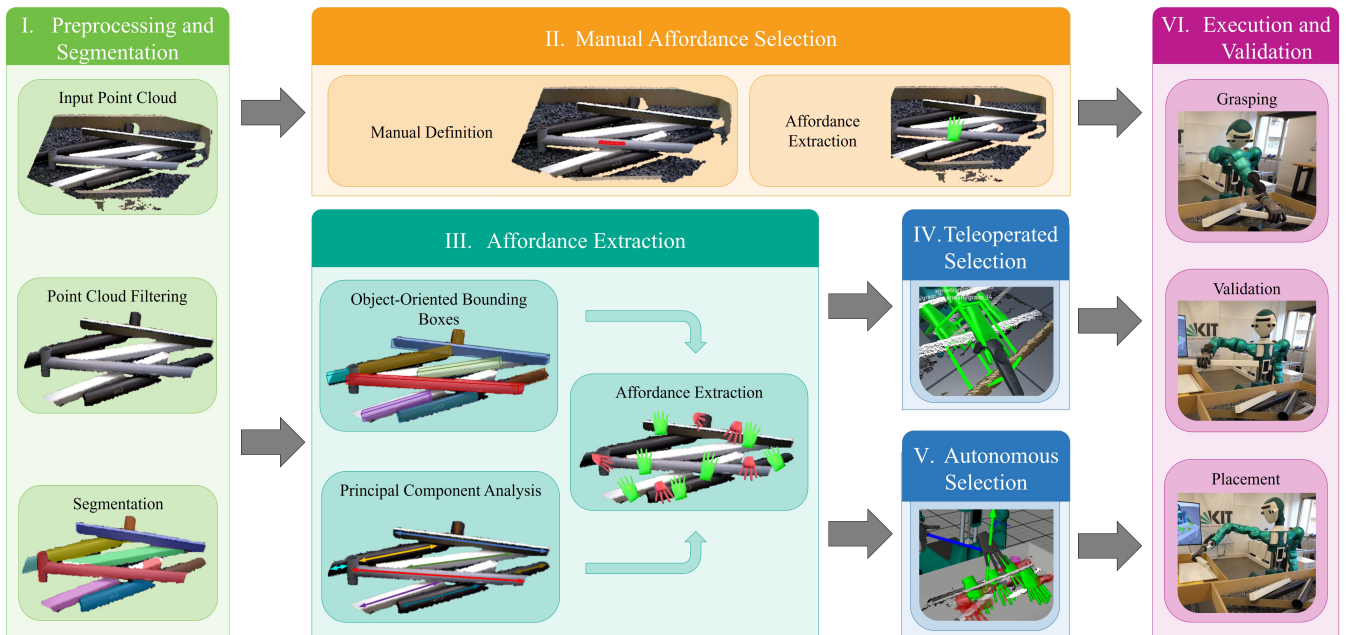 I. Preprocessing and
Segmentation
Input Point Cloud
Point Cloud Filtering
Segmentation
II. Manual Affordance Selection
Manual Definition
Affordance
Extraction
III. Affordance Extraction
Object-Oriented Bounding
Boxes
Principal Component Analysis
Affordance Extraction
IV. Teleoperated
Selection
V. Autonomous
Selection
VI. Execution and
Validation
Grasping
Validation
KIT
Placement
KIT